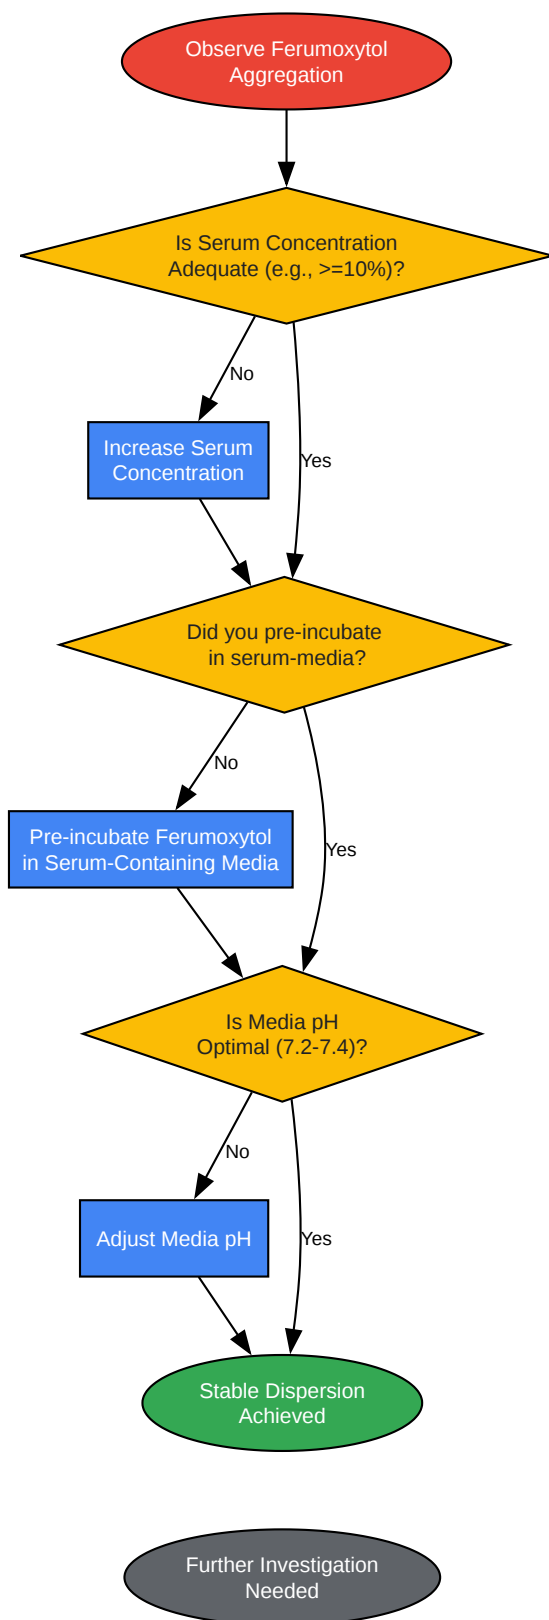 Observe Ferumoxytol
Aggregation
Is Serum Concentration
Adequate (e.g., >=10%)?
No
Yes
Increase Serum
Concentration
Did you pre-incubate
in serum-media?
No
Yes
Pre-incubate Ferumoxytol
in Serum-Containing Media
Is Media pH
Optimal (7.2-7.4)?
No
Yes
Adjust Media pH
Stable Dispersion
Achieved
Further Investigation
Needed